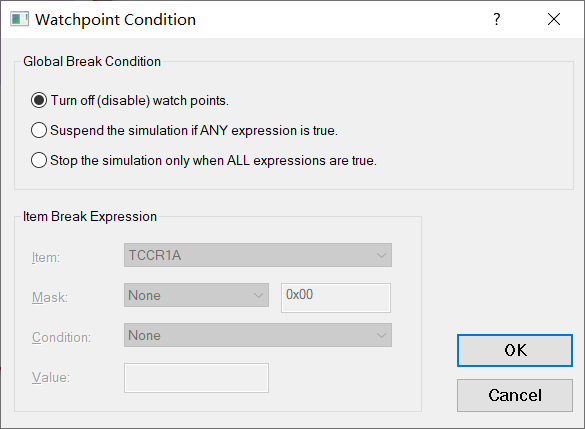 Watchpoint Condition
Global Break Condition
Turn off (disable) watch points.
Suspend the simulation if ANY expression is true.
Stop the simulation only when ALL expressions are true.
Item Break Expression
Item: TCCR1A
Mask: None 0x00
Condition: None
Value:
OK
Cancel